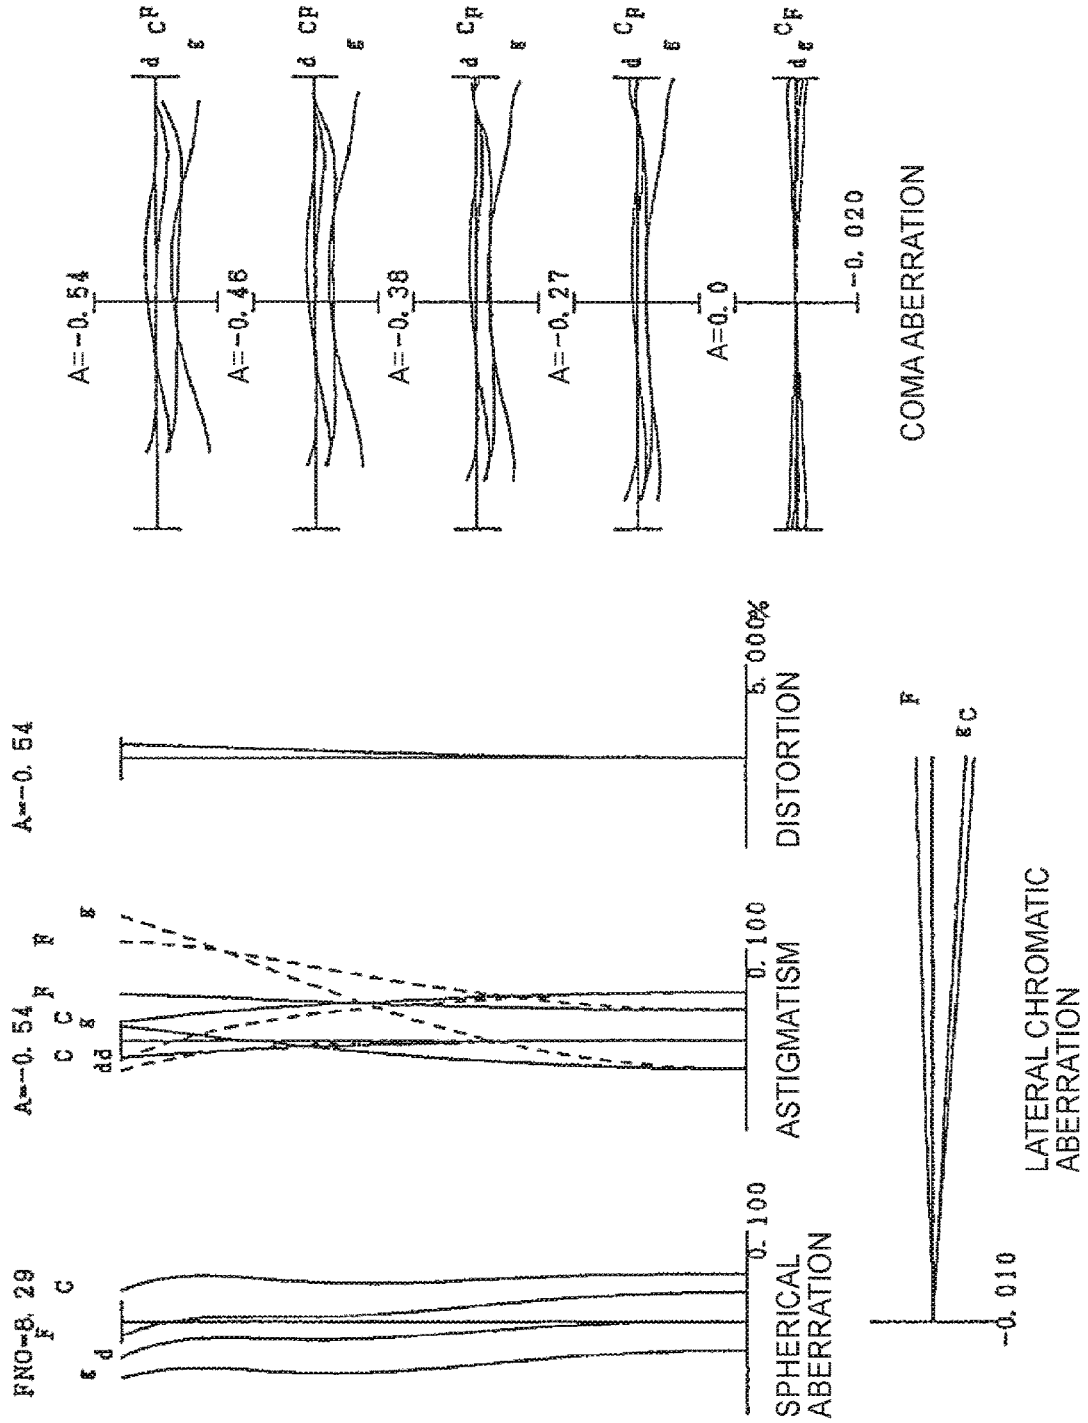 FNO=8.29
g
d
F
C
0.100
SPHERICAL
ABERRATION
A=-0.54
d
d
C
g
C
F
F
g
0.100
ASTIGMATISM
A=-0.54
5.000%
DISTORTION
F
g
C
-0.010
LATERAL CHROMATIC
ABERRATION
A=-0.54
d
C
F
g
A=-0.46
d
C
F
g
A=-0.38
d
C
F
g
A=-0.27
d
C
F
g
A=0.0
d
g
C
F
-0.020
COMA ABERRATION